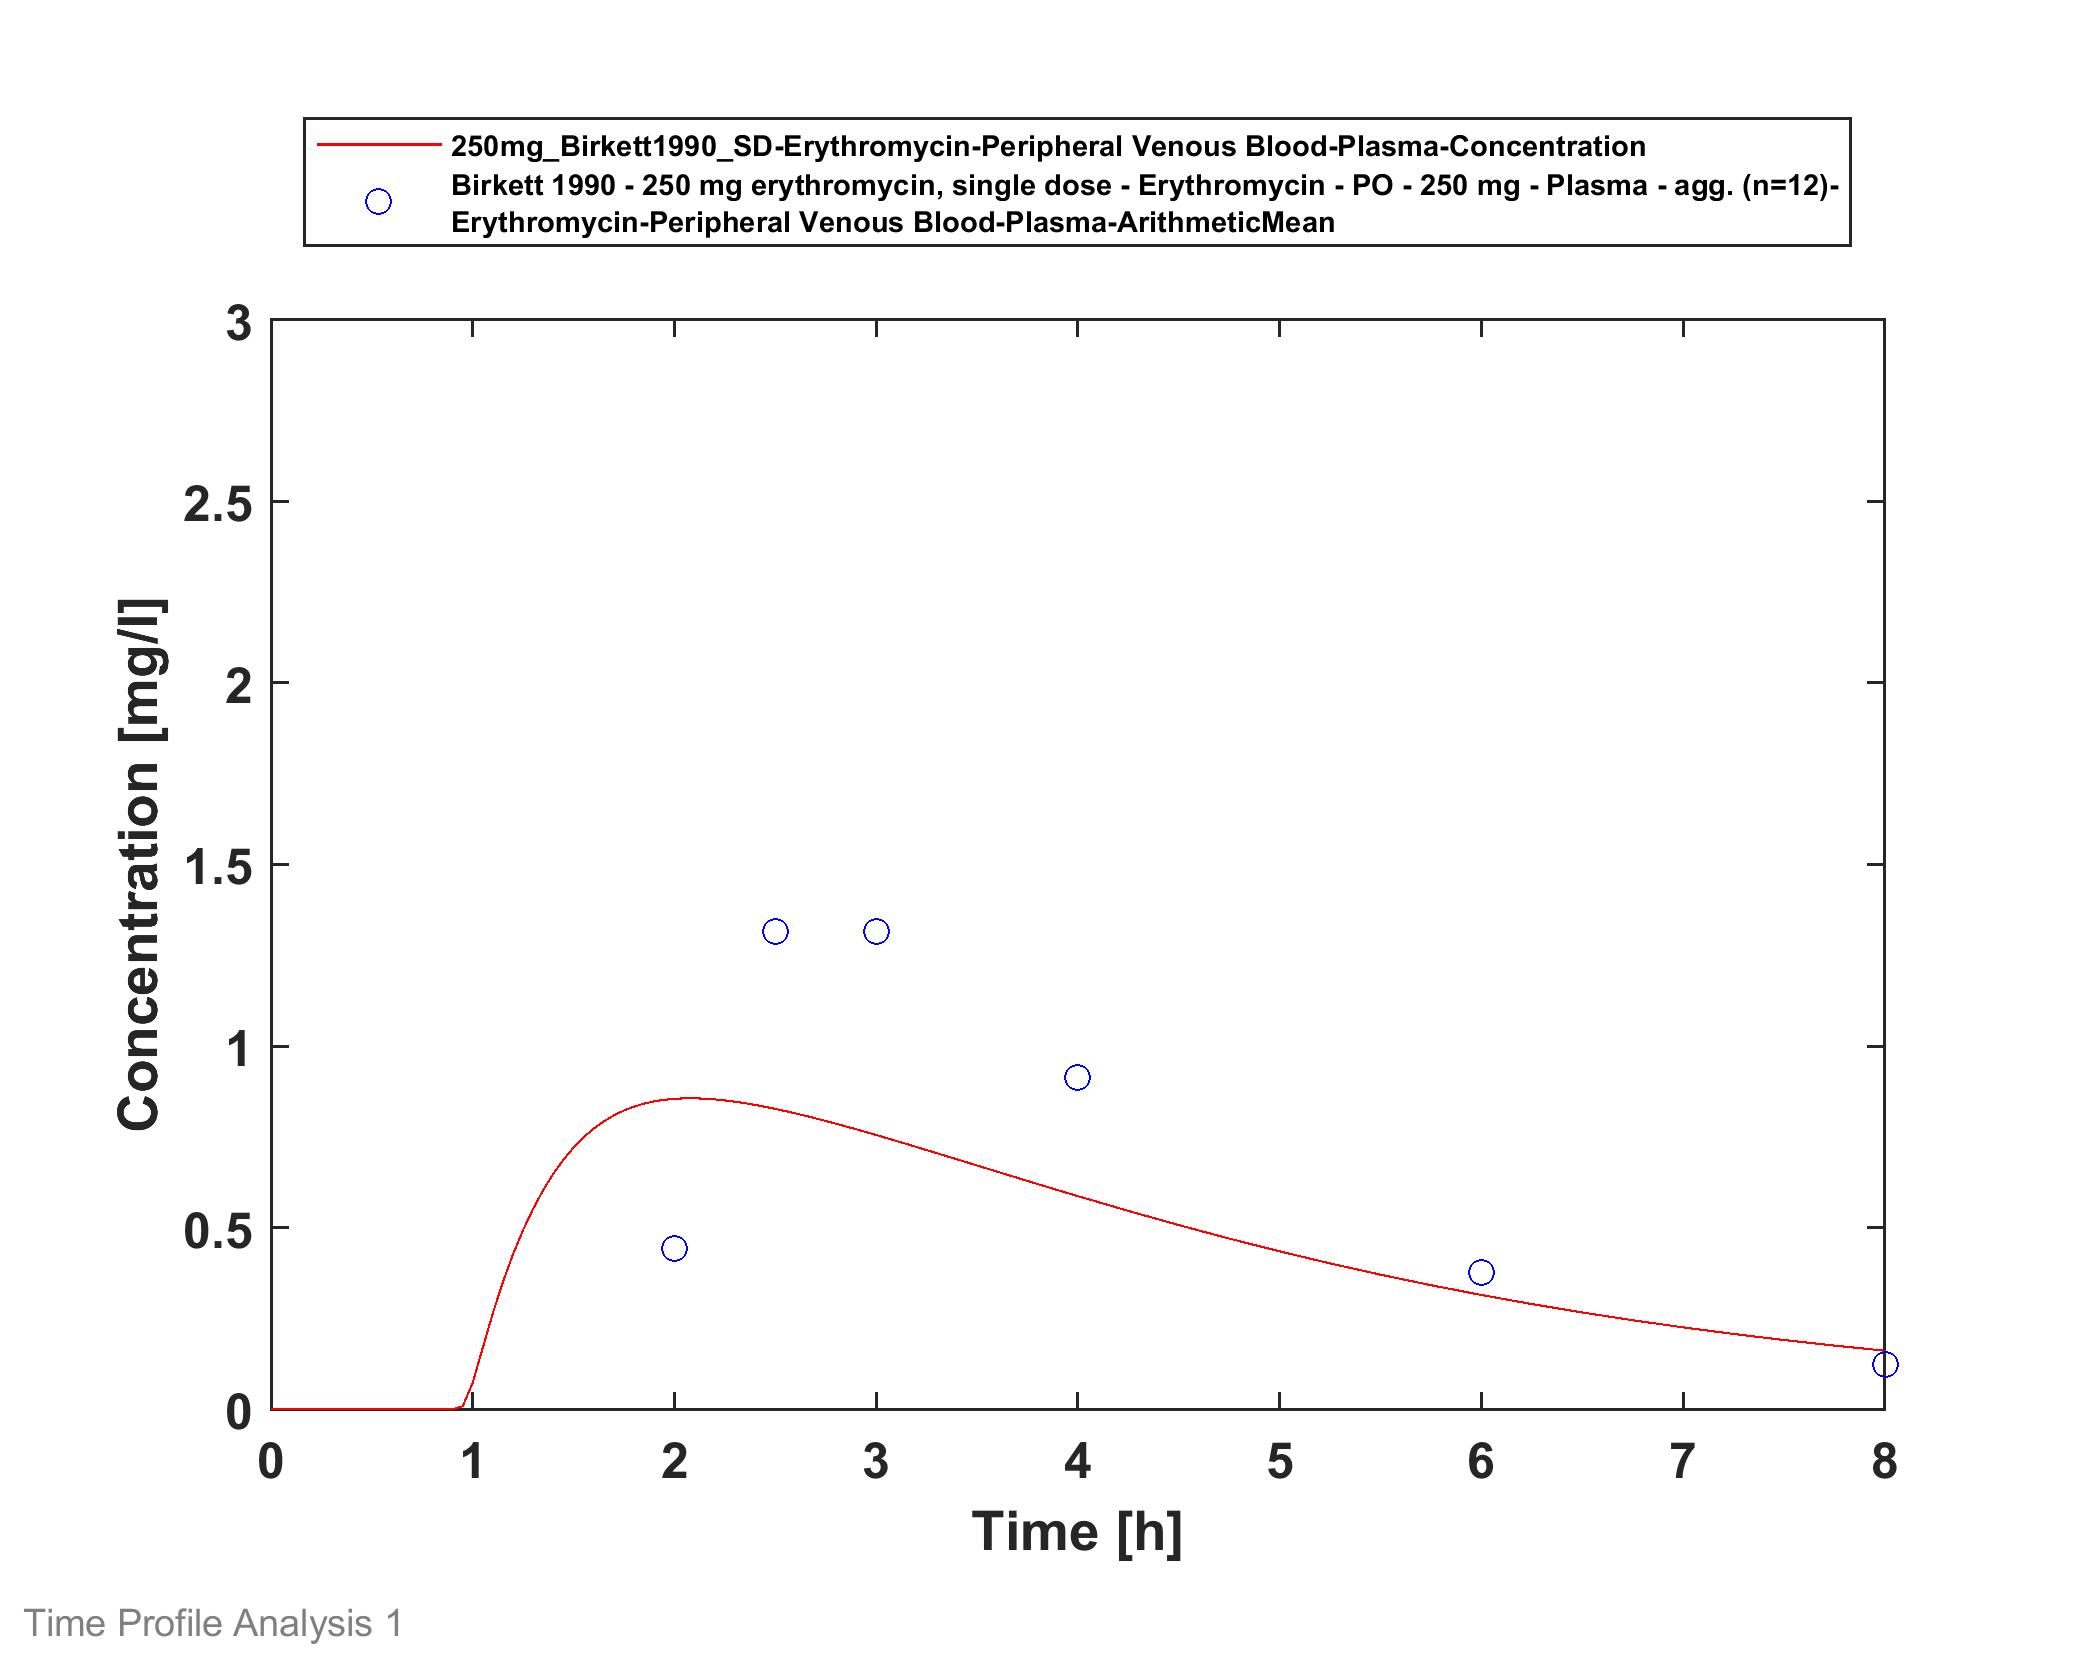 250mg_Birkett1990_SD-Erythromycin-Peripheral Venous Blood-Plasma-Concentration
Birkett 1990 - 250 mg erythromycin, single dose - Erythromycin - PO - 250 mg - Plasma - agg. (n=12)-
Erythromycin-Peripheral Venous Blood-Plasma-ArithmeticMean
3
2.5
2
1.5
1
0.5
0
Concentration [mg/l]
0 1 2 3 4 5 6 7 8
Time [h]
Time Profile Analysis 1